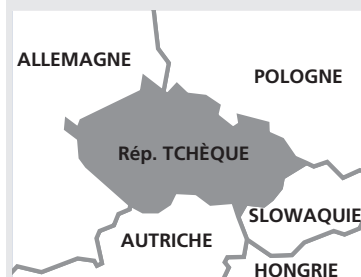 ALLEMAGNE
POLOGNE
Rép. TCHÈQUE
SLOWAQUIE
AUTRICHE
HONGRIE